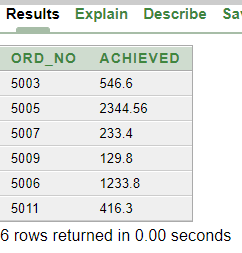 Results Explain Describe
ORD_NO ACHIEVED
5003 546.6
5005 2344.56
5007 233.4
5009 129.8
5006 1233.8
5011 416.3
6 rows returned in 0.00 seconds